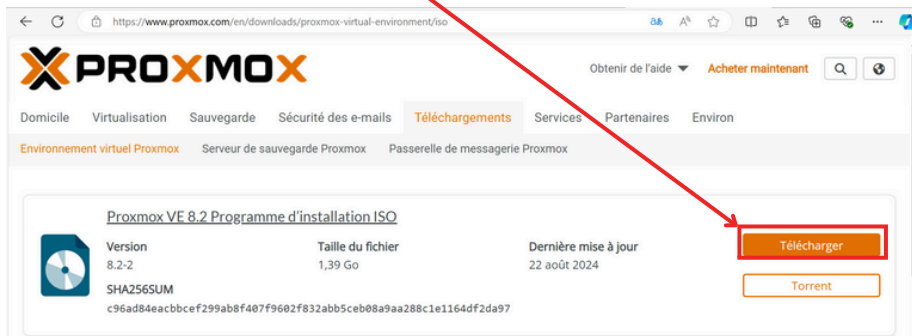 https://www.proxmox.com/en/downloads/proxmox-virtual-environment/iso
PROXMOX
Obtenir de l'aide Acheter maintenant
Domicile Virtualisation Sauvegarde Sécurité des e-mails Téléchargements Services Partenaires Environ
Environnement virtuel Proxmox Serveur de sauvegarde Proxmox Passerelle de messagerie Proxmox
Proxmox VE 8.2 Programme d'installation ISO
Version Taille du fichier Dernière mise à jour Télécharger
8.2-2 1,39 Go 22 août 2024
SHA256SUM Torrent
c96ad84eacbbcef299ab8f407f9602f832abb5ceb08a9aa288c1e1164df2da97